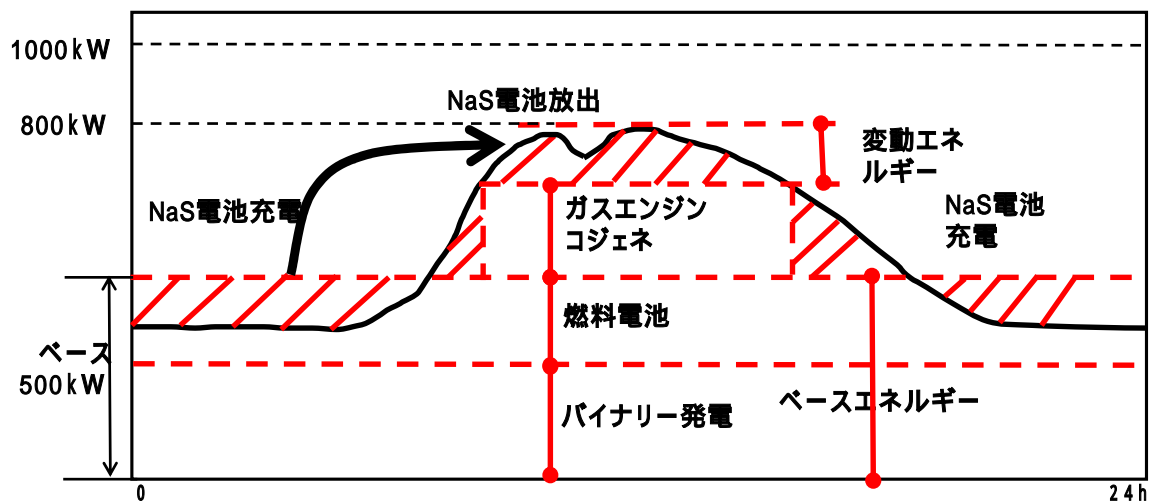 1000kW
800kW
NaS電池放出
変動エネ
ルギー
NaS電池充電
ガスエンジン
コジェネ
NaS電池
充電
燃料電池
ベース
500kW
ベースエネルギー
バイナリー発電
0
24h